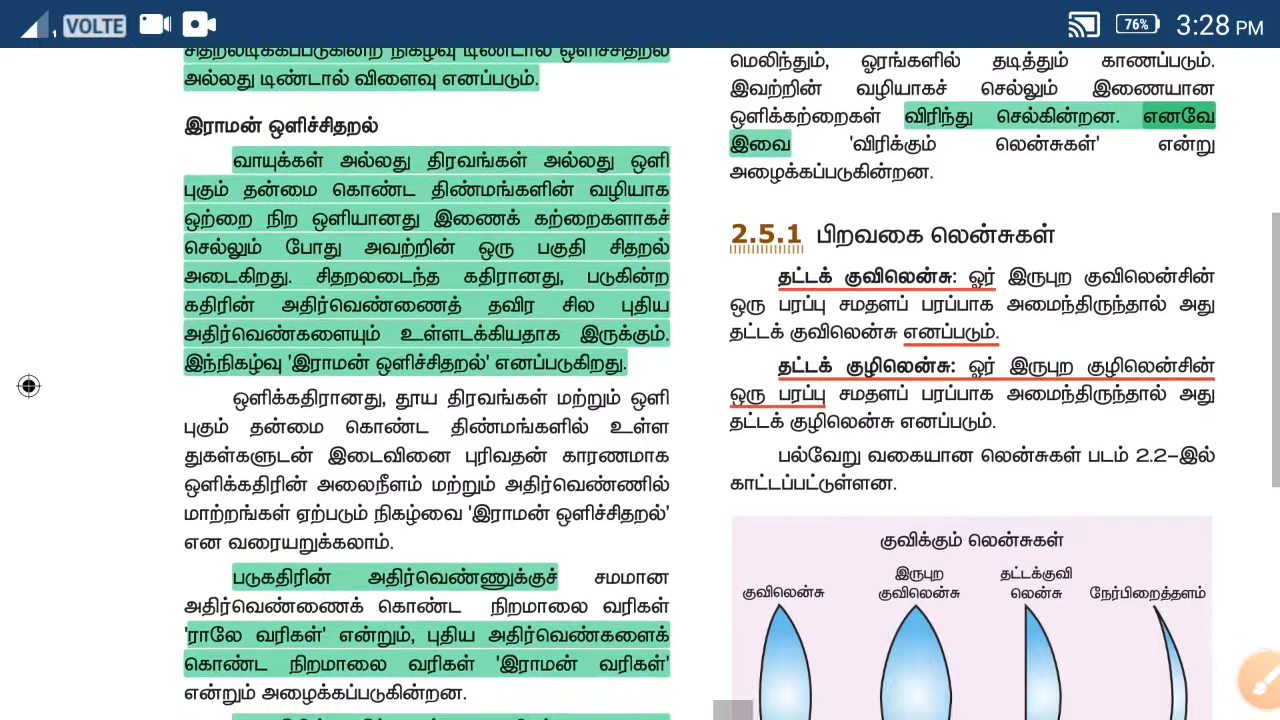 VOLTE
76%
3:28 PM
சிதறலடிக்கப்படுகின்ற நிகழ்வு டிண்டால் ஒளிச்சிதறல்
அல்லது டிண்டால் விளைவு எனப்படும்.
இராமன் ஒளிச்சிதறல்
வாயுக்கள் அல்லது திரவங்கள் அல்லது ஒளி
புகும் தன்மை கொண்ட திண்மங்களின் வழியாக
ஒற்றை நிற ஒளியானது இணைக் கற்றைகளாகச்
செல்லும் போது அவற்றின் ஒரு பகுதி சிதறல்
அடைகிறது. சிதறலடைந்த கதிரானது, படுகின்ற
கதிரின் அதிர்வெண்ணைத் தவிர சில புதிய
அதிர்வெண்களையும் உள்ளடக்கியதாக இருக்கும்.
இந்நிகழ்வு 'இராமன் ஒளிச்சிதறல்' எனப்படுகிறது.
ஒளிக்கதிரானது, தூய திரவங்கள் மற்றும் ஒளி
புகும் தன்மை கொண்ட திண்மங்களில் உள்ள
துகள்களுடன் இடைவினை புரிவதன் காரணமாக
ஒளிக்கதிரின் அலைநீளம் மற்றும் அதிர்வெண்ணில்
மாற்றங்கள் ஏற்படும் நிகழ்வை 'இராமன் ஒளிச்சிதறல்'
என வரையறுக்கலாம்.
படுகதிரின் அதிர்வெண்ணுக்குச் சமமான
அதிர்வெண்ணைக் கொண்ட நிறமாலை வரிகள்
'ராலே வரிகள்' என்றும், புதிய அதிர்வெண்களைக்
கொண்ட நிறமாலை வரிகள் 'இராமன் வரிகள்'
என்றும் அழைக்கப்படுகின்றன.
மெலிந்தும், ஓரங்களில் தடித்தும் காணப்படும்.
இவற்றின் வழியாகச் செல்லும் இணையான
ஒளிக்கற்றைகள் விரிந்து செல்கின்றன. எனவே
இவை 'விரிக்கும் லென்சுகள்' என்று
அழைக்கப்படுகின்றன.
2.5.1 பிறவகை லென்சுகள்
தட்டக் குவிலென்சு: ஓர் இருபுற குவிலென்சின்
ஒரு பரப்பு சமதளப் பரப்பாக அமைந்திருந்தால் அது
தட்டக் குவிலென்சு எனப்படும்.
தட்டக் குழிலென்சு: ஓர் இருபுற குழிலென்சின்
ஒரு பரப்பு சமதளப் பரப்பாக அமைந்திருந்தால் அது
தட்டக் குழிலென்சு எனப்படும்.
பல்வேறு வகையான லென்சுகள் படம் 2.2-இல்
காட்டப்பட்டுள்ளன.
குவிக்கும் லென்சுகள்
குவிலென்சு
இருபுற
குவிலென்சு
தட்டக்குவி
லென்சு
நேர்பிறைத்தளம்